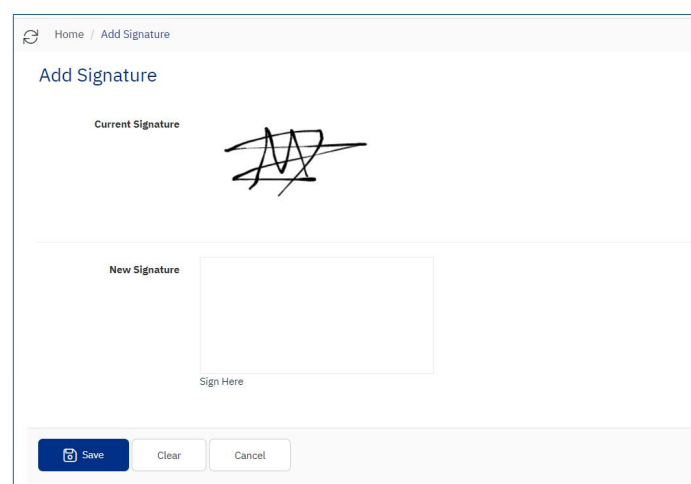 Home / Add Signature
Add Signature
Current Signature
New Signature
Sign Here
Save Clear Cancel